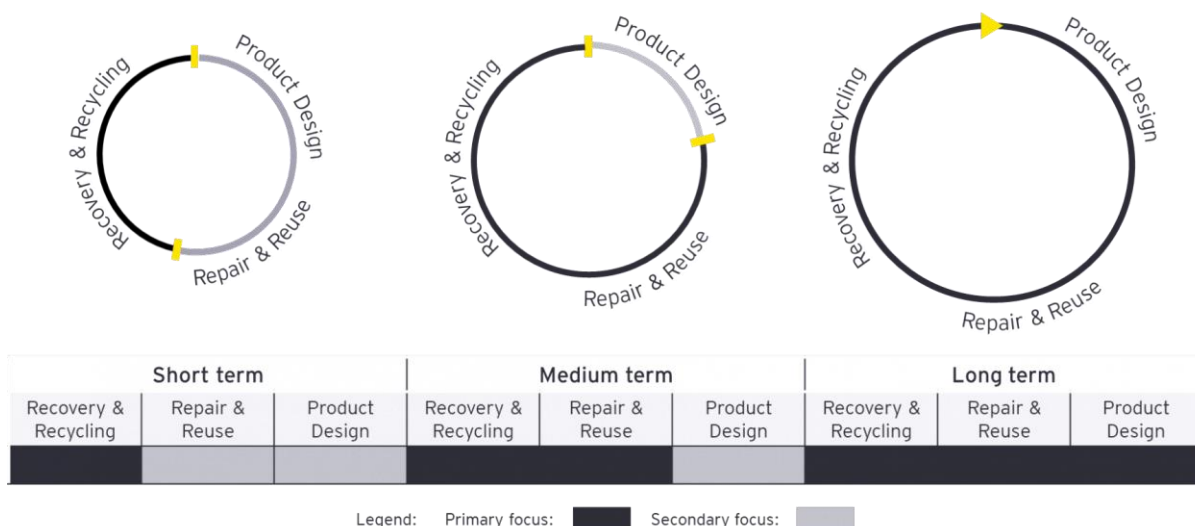 Product Design
Repair & Reuse
Recovery & Recycling
Product Design
Repair & Reuse
Recovery & Recycling
Product Design
Repair & Reuse
Recovery & Recycling
Short term
Medium term
Long term
Recovery &
Recycling
Repair &
Reuse
Product
Design
Recovery &
Recycling
Repair &
Reuse
Product
Design
Recovery &
Recycling
Repair &
Reuse
Product
Design
Legend: Primary focus: Secondary focus: